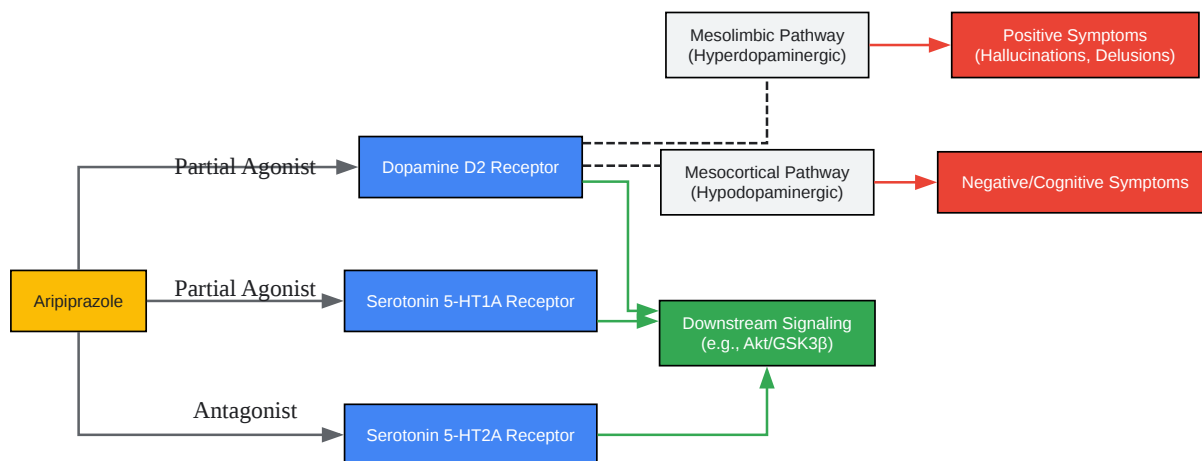 Mesolimbic Pathway
(Hyperdopaminergic)
Positive Symptoms
(Hallucinations, Delusions)
Partial Agonist
Dopamine D2 Receptor
Mesocortical Pathway
(Hypodopaminergic)
Negative/Cognitive Symptoms
Aripiprazole
Partial Agonist
Serotonin 5-HT1A Receptor
Downstream Signaling
(e.g., Akt/GSK3β)
Antagonist
Serotonin 5-HT2A Receptor